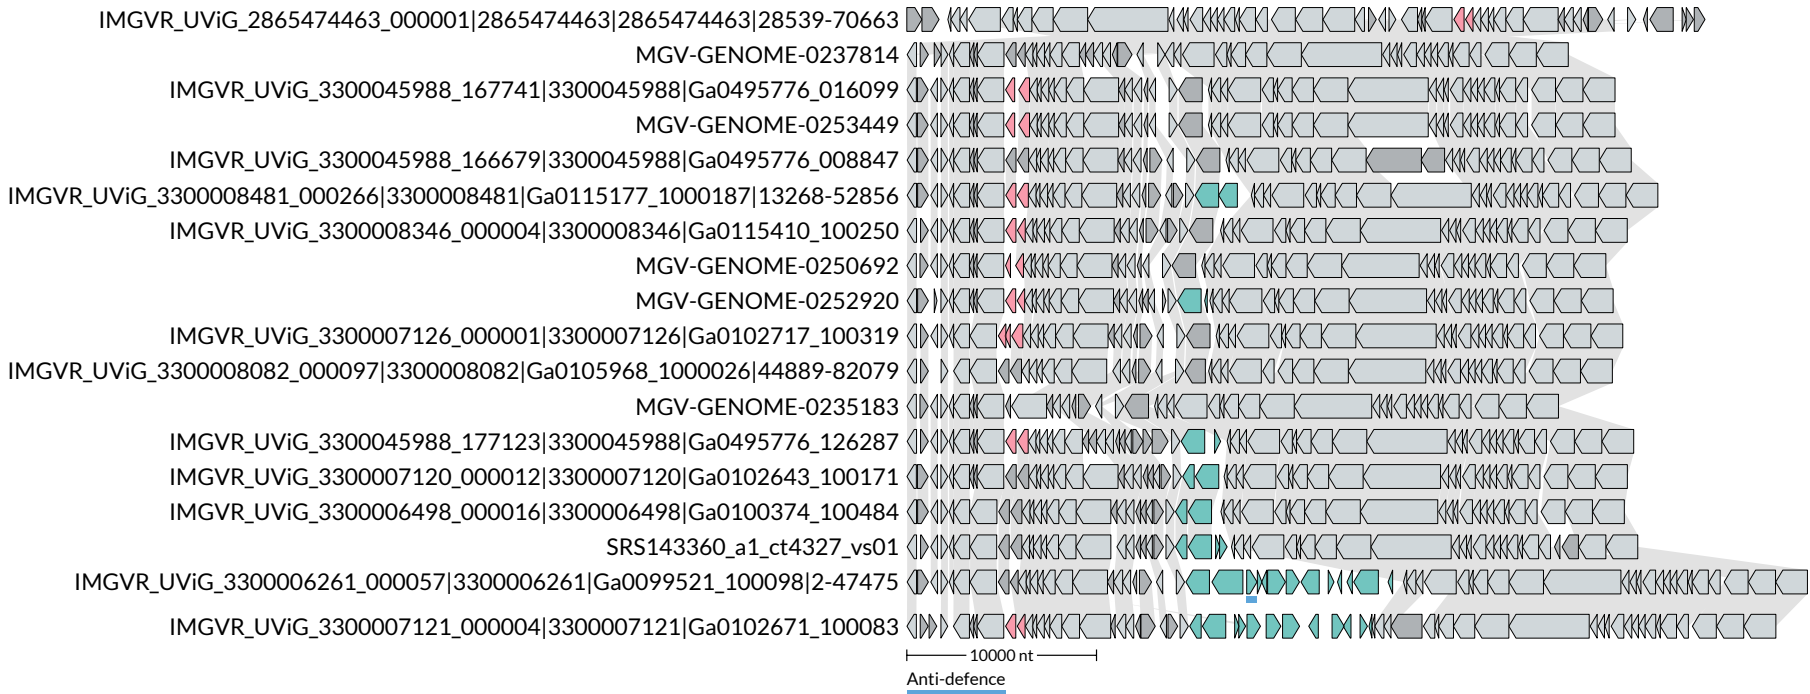 IMGVR_UViG_2865474463_000001|2865474463|2865474463|28539-70663
MGV-GENOME-0237814
IMGVR_UViG_3300045988_167741|3300045988|Ga0495776_016099
MGV-GENOME-0253449
IMGVR_UViG_3300045988_166679|3300045988|Ga0495776_008847
IMGVR_UViG_3300008481_000266|3300008481|Ga0115177_1000187|13268-52856
IMGVR_UViG_3300008346_000004|3300008346|Ga0115410_100250
MGV-GENOME-0250692
MGV-GENOME-0252920
IMGVR_UViG_3300007126_000001|3300007126|Ga0102717_100319
IMGVR_UViG_3300008082_000097|3300008082|Ga0105968_1000026|44889-82079
MGV-GENOME-0235183
IMGVR_UViG_3300045988_177123|3300045988|Ga0495776_126287
IMGVR_UViG_3300007120_000012|3300007120|Ga0102643_100171
IMGVR_UViG_3300006498_000016|3300006498|Ga0100374_100484
SRS143360_a1_ct4327_vs01
IMGVR_UViG_3300006261_000057|3300006261|Ga0099521_100098|2-47475
IMGVR_UViG_3300007121_000004|3300007121|Ga0102671_100083
10000 nt
Anti-defence